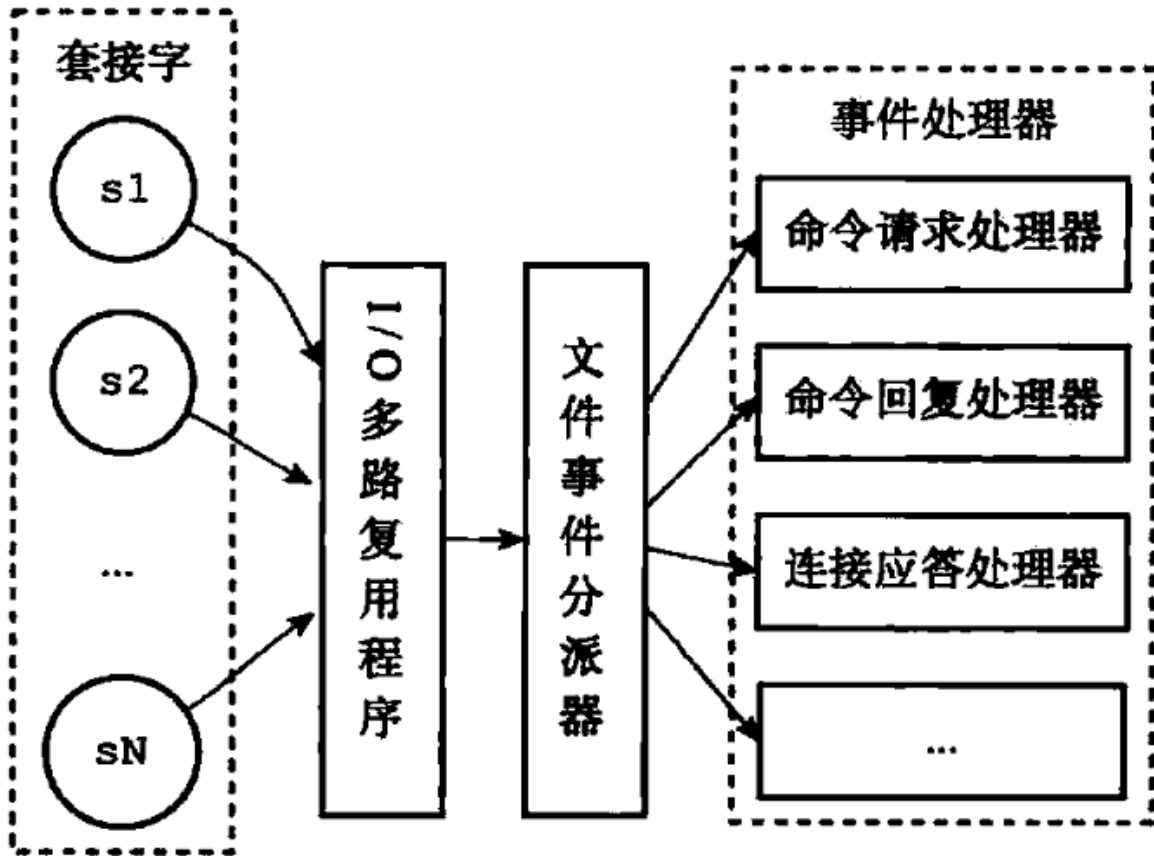 套接字
s1
s2
...
sN
I/O多路复用程序
文件事件分派器
事件处理器
命令请求处理器
命令回复处理器
连接应答处理器
...